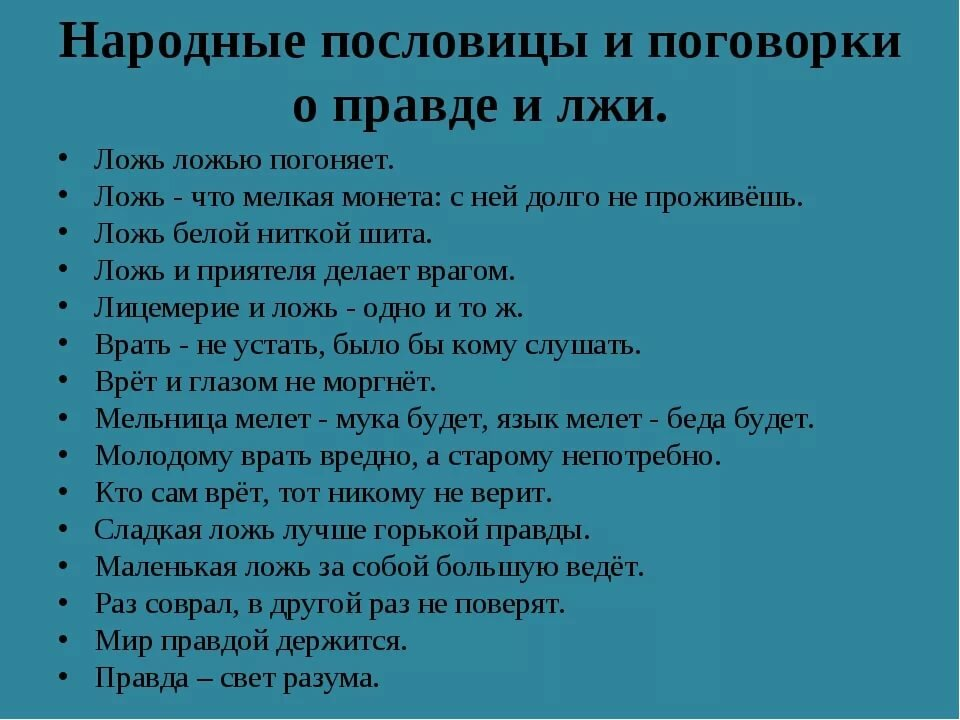 Народные пословицы и поговорки
о правде и лжи.
• Ложь ложью погоняет.
• Ложь - что мелкая монета: с ней долго не проживёшь.
• Ложь белой ниткой шита.
• Ложь и приятеля делает врагом.
• Лицемерие и ложь - одно и то ж.
• Врать - не устать, было бы кому слушать.
• Врёт и глазом не моргнёт.
• Мельница мелет - мука будет, язык мелет - беда будет.
• Молодому врать вредно, а старому непотребно.
• Кто сам врёт, тот никому не верит.
• Сладкая ложь лучше горькой правды.
• Маленькая ложь за собой большую ведёт.
• Раз соврал, в другой раз не поверят.
• Мир правдой держится.
• Правда – свет разума.